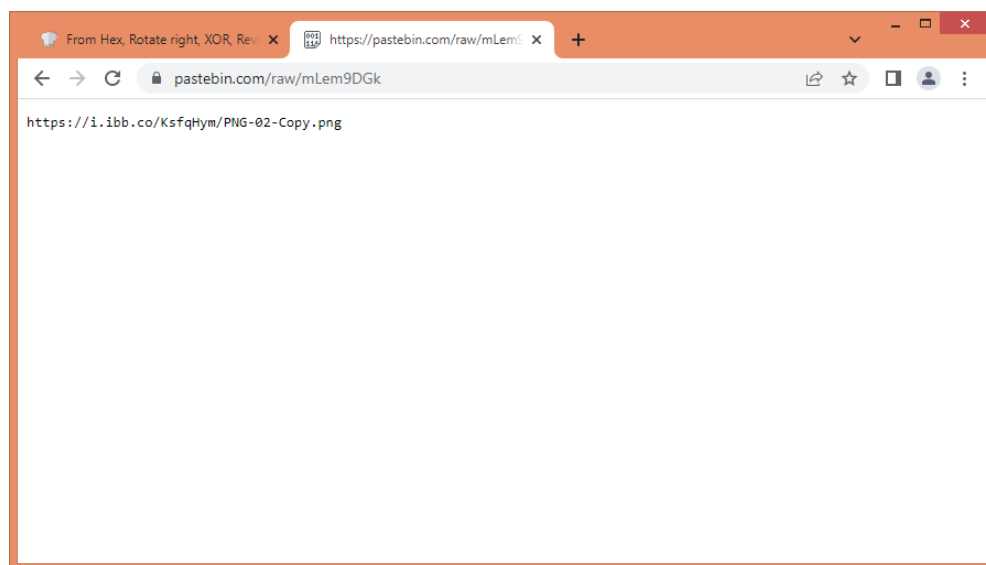 From Hex, Rotate right, XOR, Rev
https://pastebin.com/raw/mLem9
pastebin.com/raw/mLem9DGk
https://i.ibb.co/KsfqHym/PNG-02-Copy.png